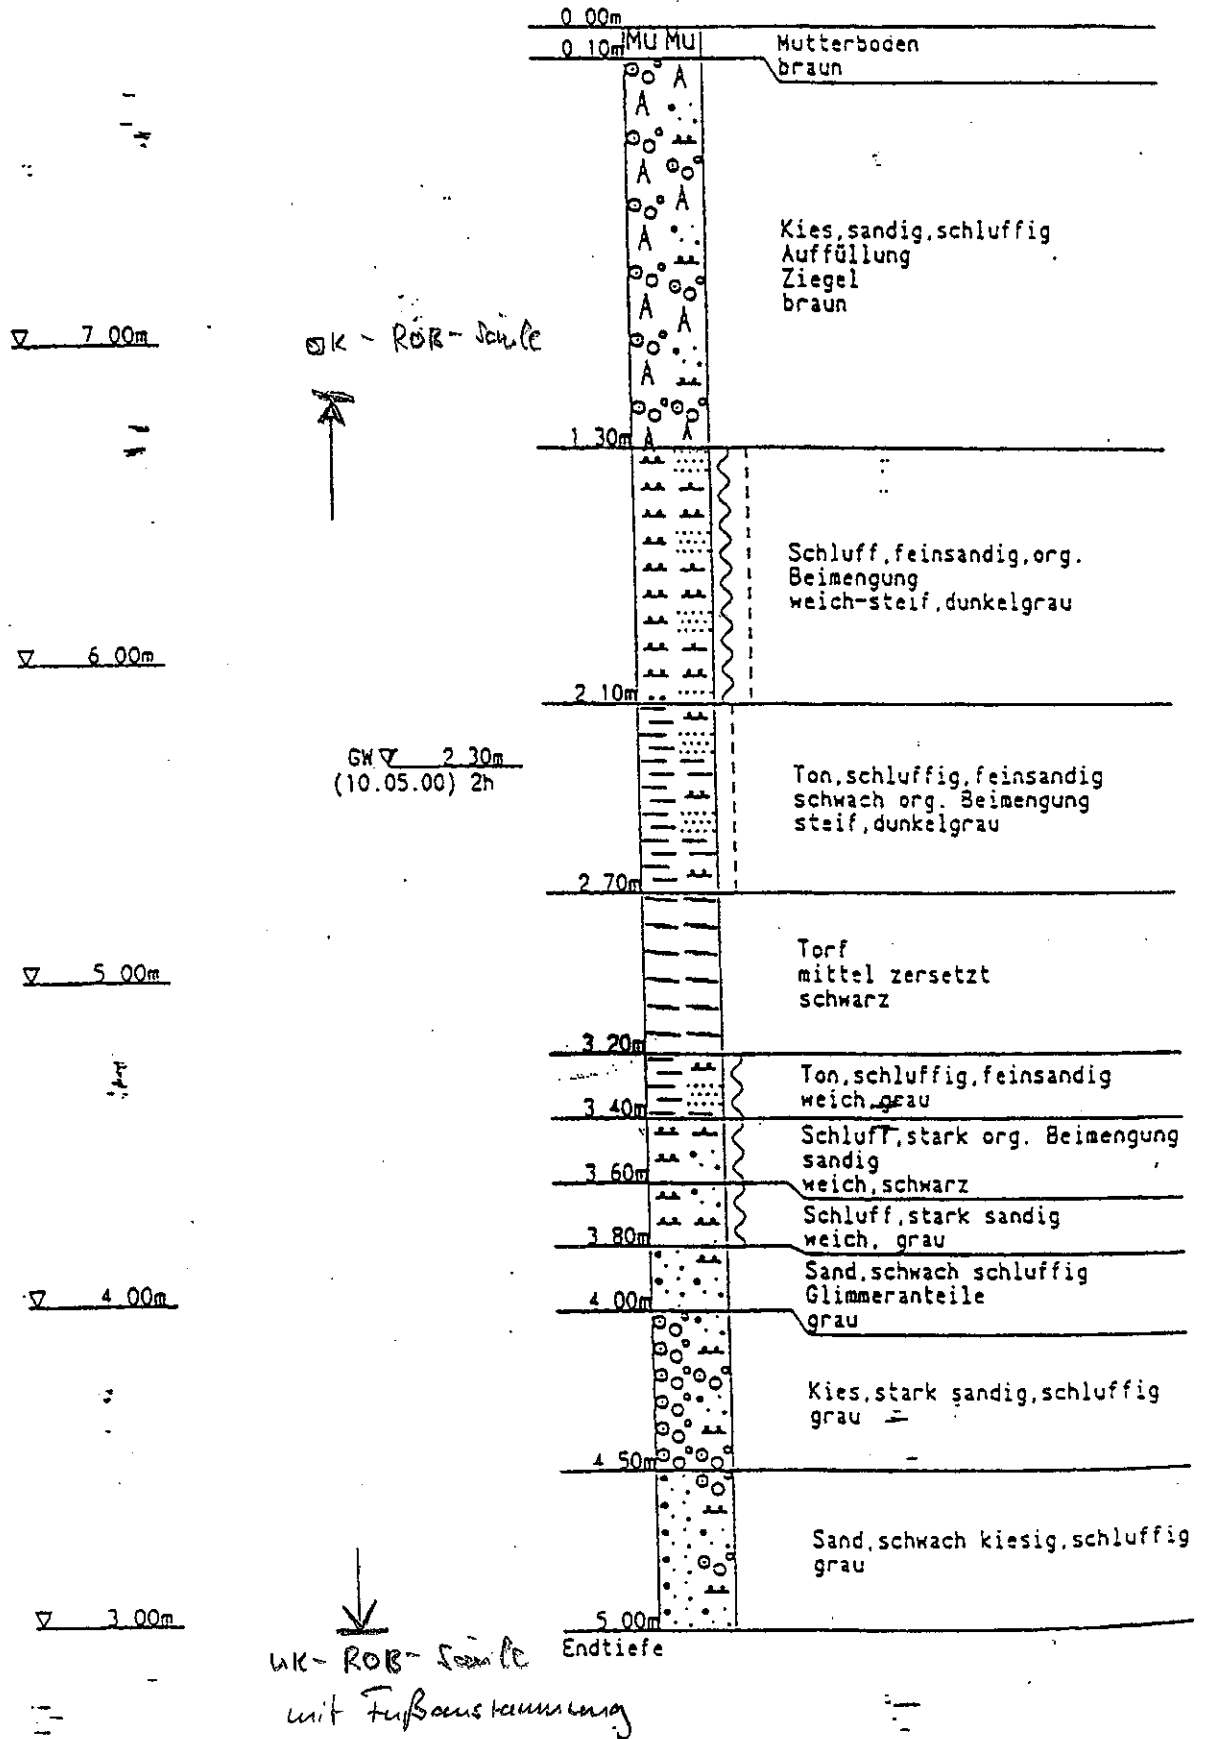 0.00m
MU MU
0.10m
Mutterboden
braun
Kies,sandig,schluffig
Auffüllung
Ziegel
braun
7.00m
OK - RÖB - Säule
1.30m
Schluff,feinsandig,org.
Beimengung
weich-steif,dunkelgrau
6.00m
2.10m
GW 2.30m
(10.05.00) 2h
Ton,schluffig,feinsandig
schwach org. Beimengung
steif,dunkelgrau
2.70m
Torf
mittel zersetzt
schwarz
5.00m
3.20m
Ton,schluffig,feinsandig
weich,grau
3.40m
Schluff,stark org. Beimengung
sandig
weich,schwarz
3.60m
Schluff,stark sandig
weich, grau
3.80m
Sand,schwach schluffig
Glimmeranteile
grau
4.00m
4.00m
Kies,stark sandig,schluffig
grau
4.50m
Sand,schwach kiesig,schluffig
grau
3.00m
5.00m
Endtiefe
UK - RÖB - Säule
mit